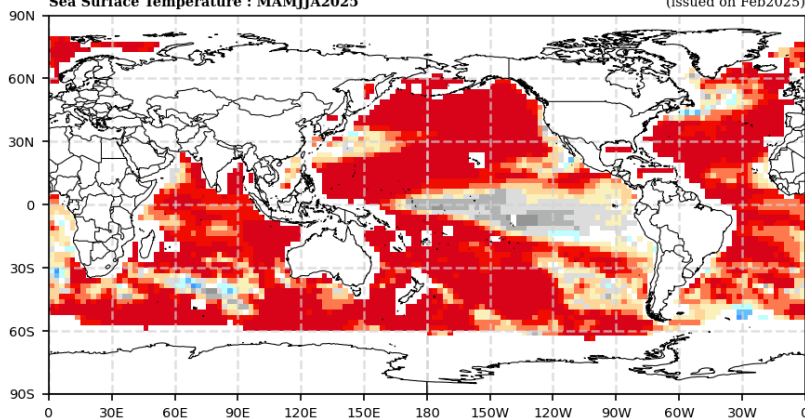 Sea Surface Temperature : MAMJJA2025
(issued on Feb2025)
90N
60N
30N
0
30S
60S
90S
0 30E 60E 90E 120E 150E 180 150W 120W 90W 60W 30W